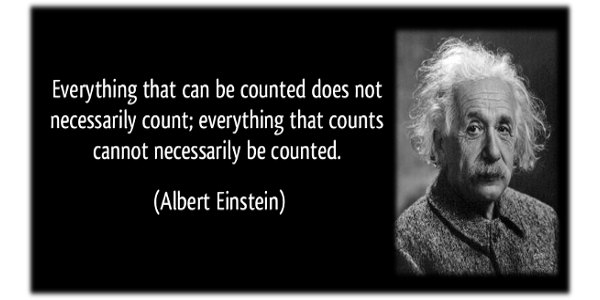 Everything that can be counted does not
necessarily count; everything that counts
cannot necessarily be counted.
(Albert Einstein)